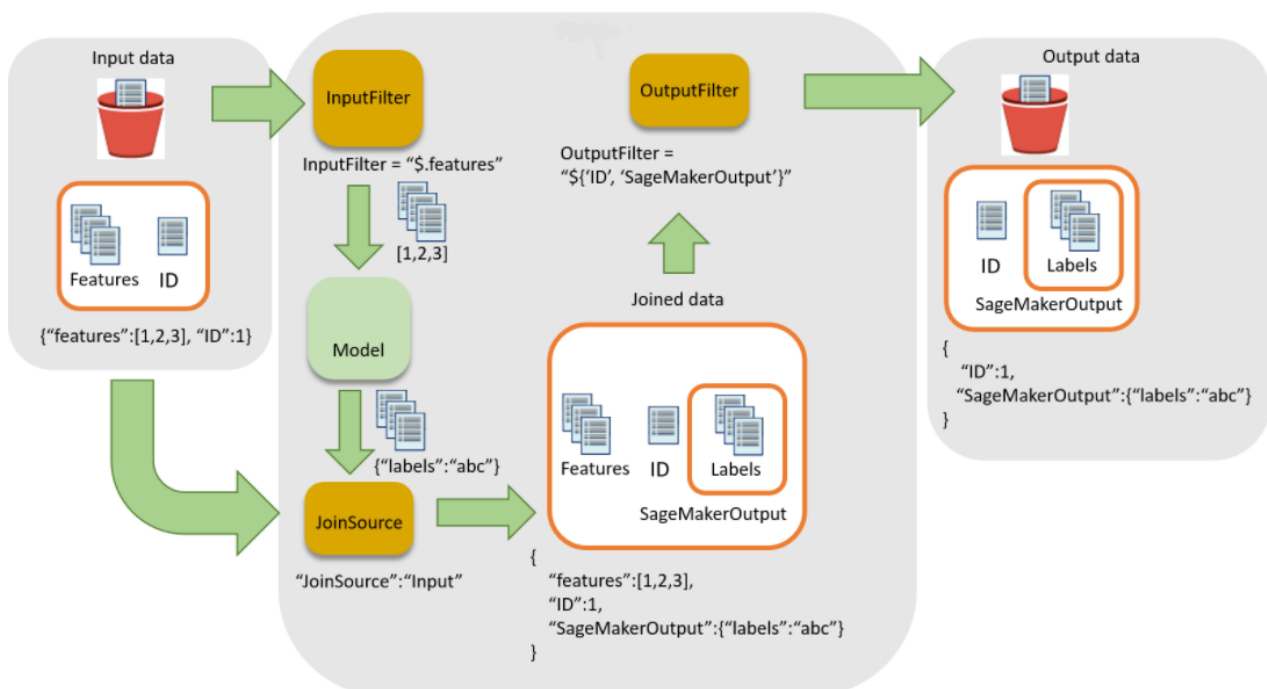 Input data
Features
ID
{“features”:[1,2,3], “ID”:1}
InputFilter
InputFilter = “$.features”
[1,2,3]
Model
{“labels”:“abc”}
JoinSource
“JoinSource”:“Input”
Joined data
Features
ID
Labels
SageMakerOutput
{
“features”:[1,2,3],
“ID”:1,
“SageMakerOutput”:{“labels”:“abc”}
}
OutputFilter
OutputFilter =
“${‘ID’, ‘SageMakerOutput’}”
Output data
ID
Labels
SageMakerOutput
{
“ID”:1,
“SageMakerOutput”:{“labels”:“abc”}
}